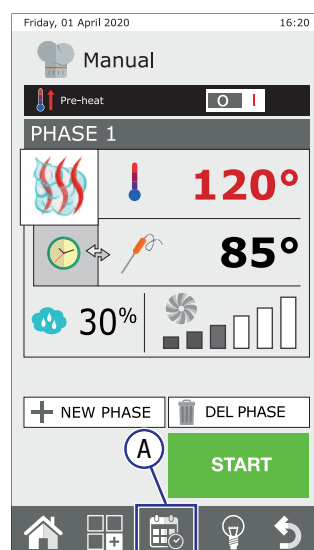 Friday, 01 April 2020 16:20
Manual
Pre-heat O I
PHASE 1
120°
85°
30%
NEW PHASE DEL PHASE
A
START